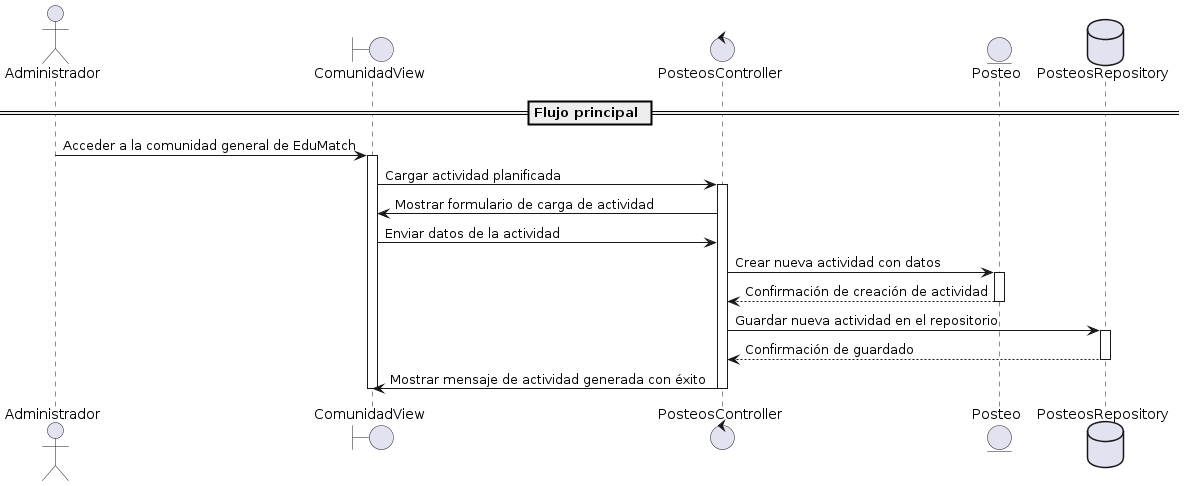 Administrador
ComunidadView
PosteosController
Posteo
PosteosRepository
Flujo principal
Acceder a la comunidad general de EduMatch
Cargar actividad planificada
Mostrar formulario de carga de actividad
Enviar datos de la actividad
Crear nueva actividad con datos
Confirmación de creación de actividad
Guardar nueva actividad en el repositorio
Confirmación de guardado
Mostrar mensaje de actividad generada con éxito
Administrador
ComunidadView
PosteosController
Posteo
PosteosRepository